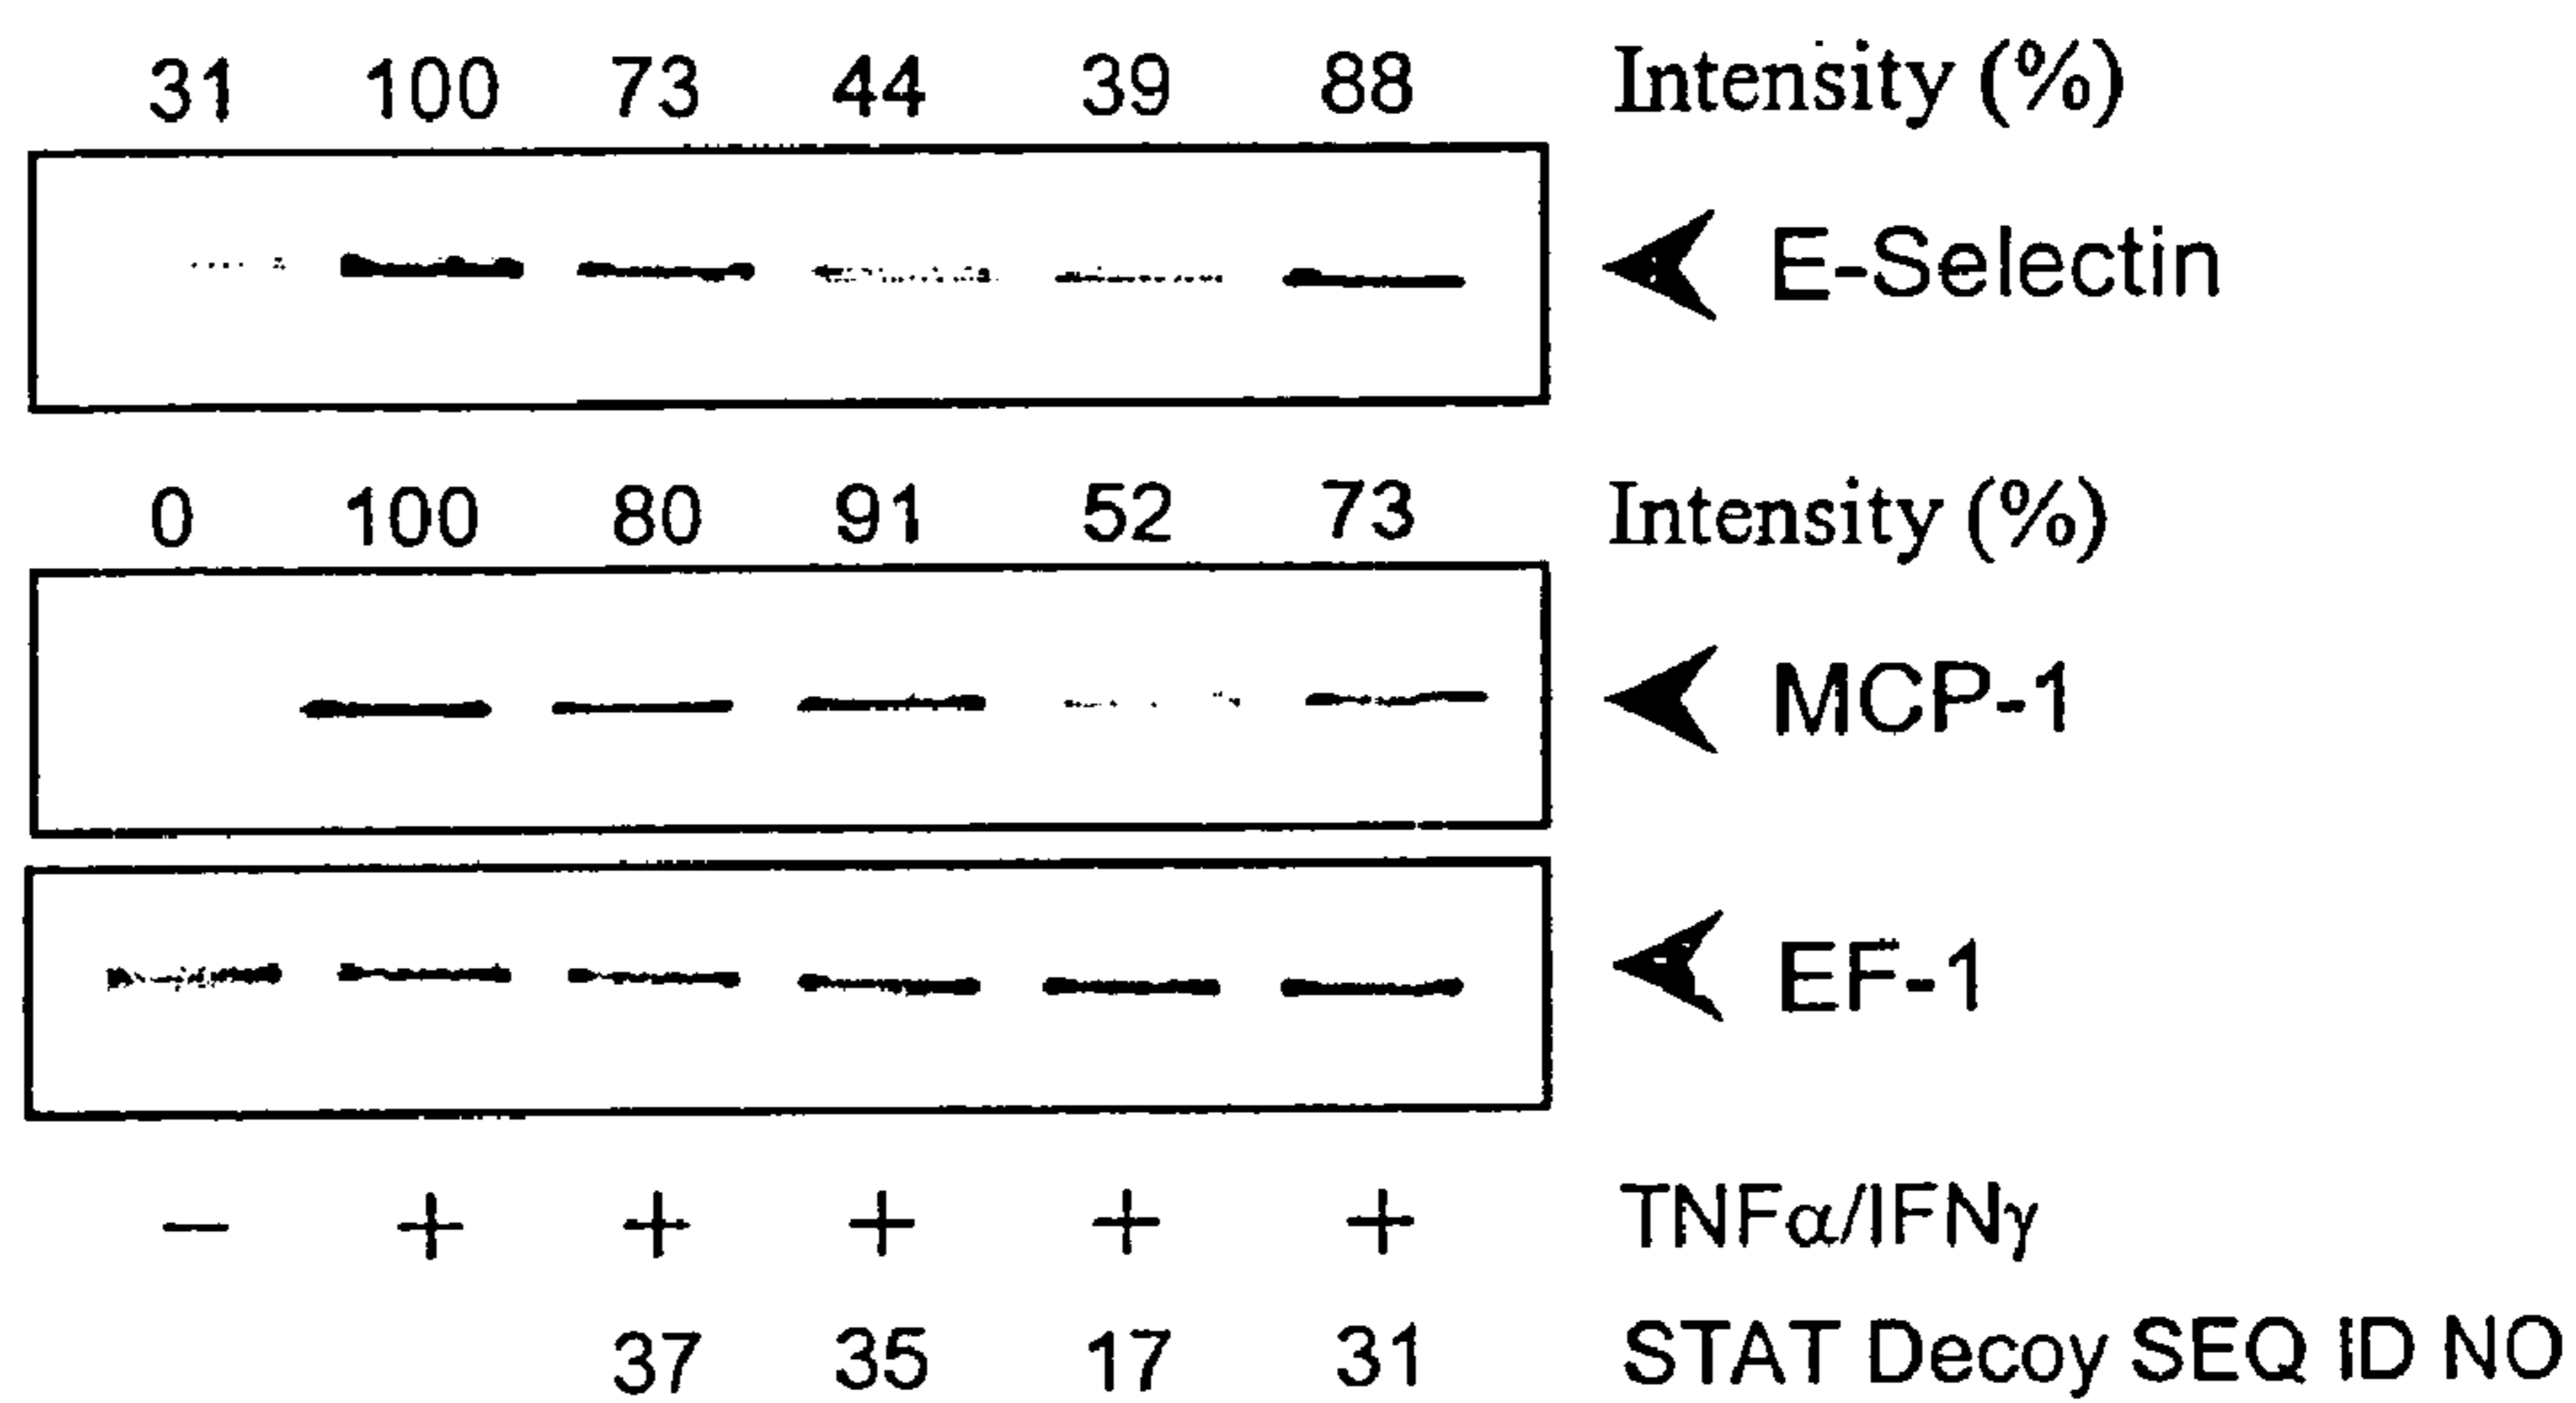 31 100 73 44 39 88 Intensity (%)
E-Selectin
0 100 80 91 52 73 Intensity (%)
MCP-1
EF-1
− + + + + + TNFα/IFNγ
37 35 17 31 STAT Decoy SEQ ID NO